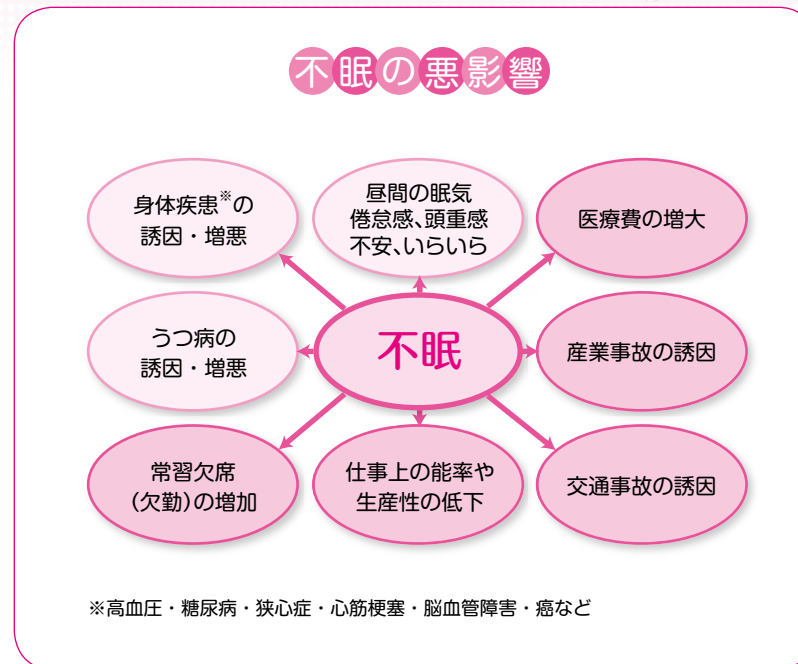 不眠の悪影響
身体疾患※の
誘因・増悪
昼間の眠気
倦怠感、頭重感
不安、いらいら
医療費の増大
うつ病の
誘因・増悪
不眠
産業事故の誘因
常習欠席
(欠勤)の増加
仕事上の能率や
生産性の低下
交通事故の誘因
※高血圧・糖尿病・狭心症・心筋梗塞・脳血管障害・癌など